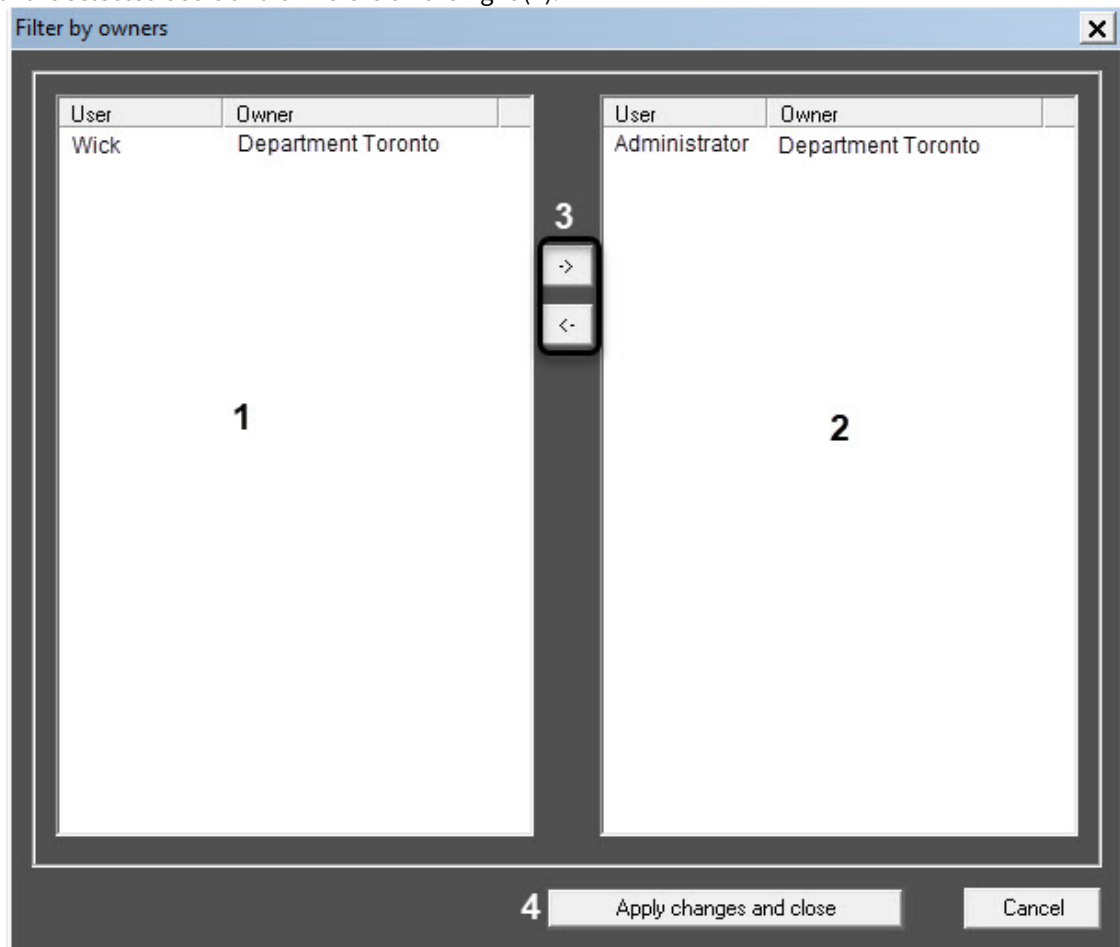 Filter by owners
User Owner
Wick Department Toronto
User Owner
Administrator Department Toronto
3
->
<-
1
2
4
Apply changes and close
Cancel